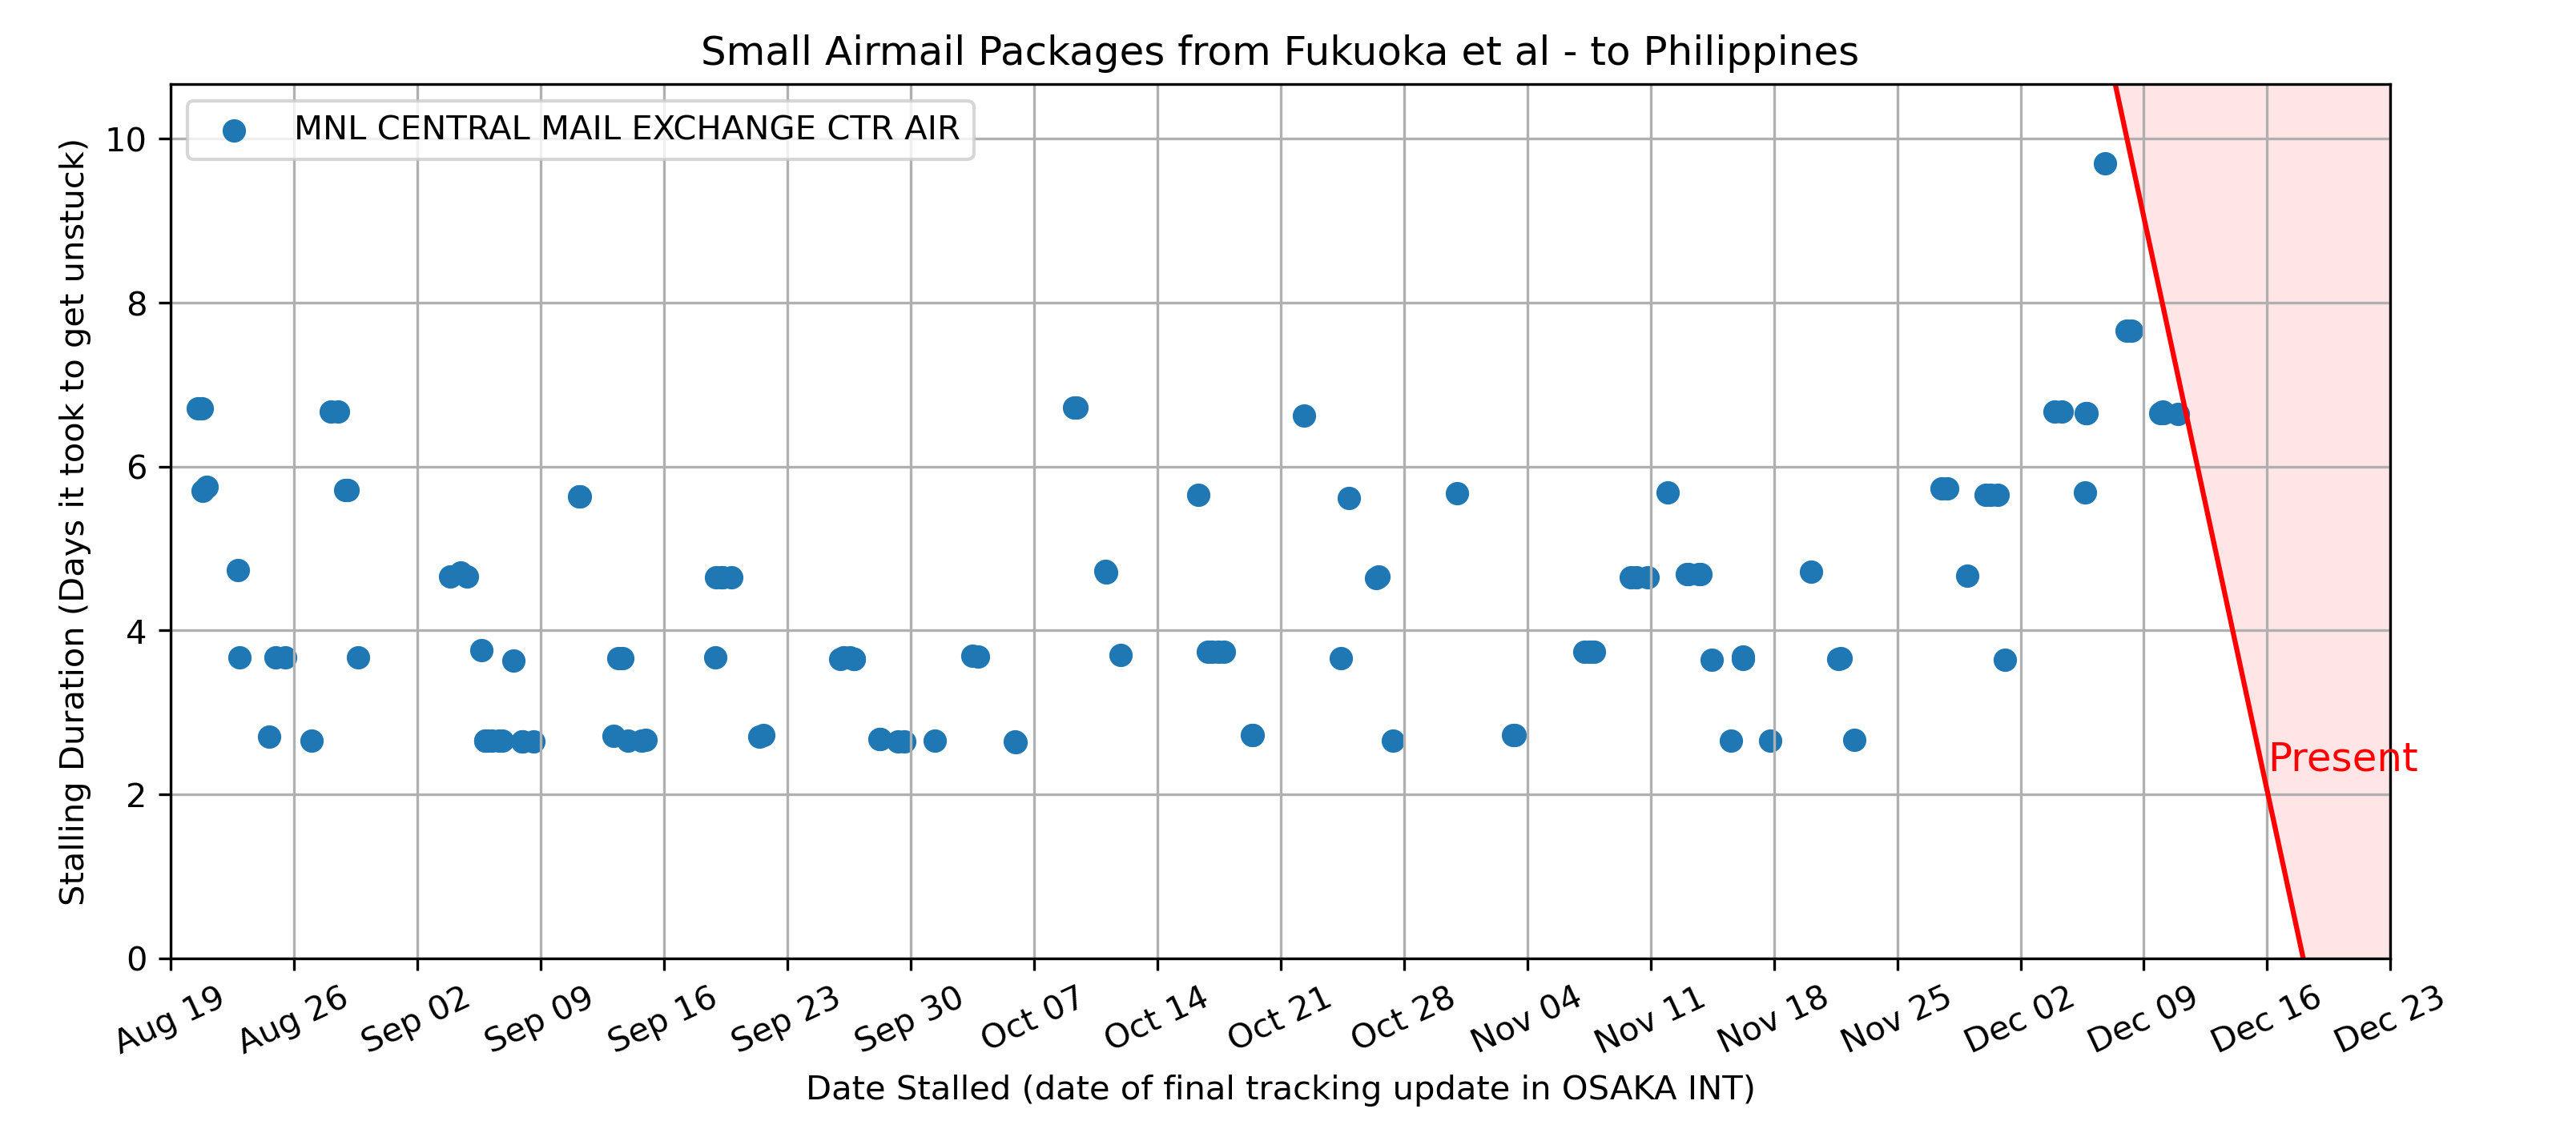 Small Airmail Packages from Fukuoka et al - to Philippines
MNL CENTRAL MAIL EXCHANGE CTR AIR
Stalling Duration (Days it took to get unstuck)
10
8
6
4
2
0
Present
Aug 19
Aug 26
Sep 02
Sep 09
Sep 16
Sep 23
Sep 30
Oct 07
Oct 14
Oct 21
Oct 28
Nov 04
Nov 11
Nov 18
Nov 25
Dec 02
Dec 09
Dec 16
Dec 23
Date Stalled (date of final tracking update in OSAKA INT)